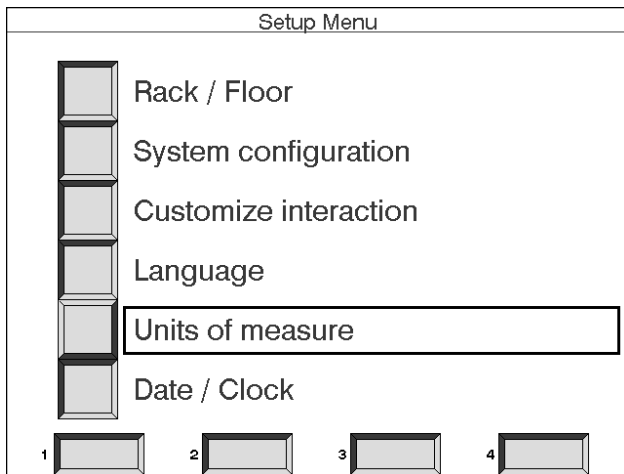 Setup Menu
Rack / Floor
System configuration
Customize interaction
Language
Units of measure
Date / Clock
1 2 3 4